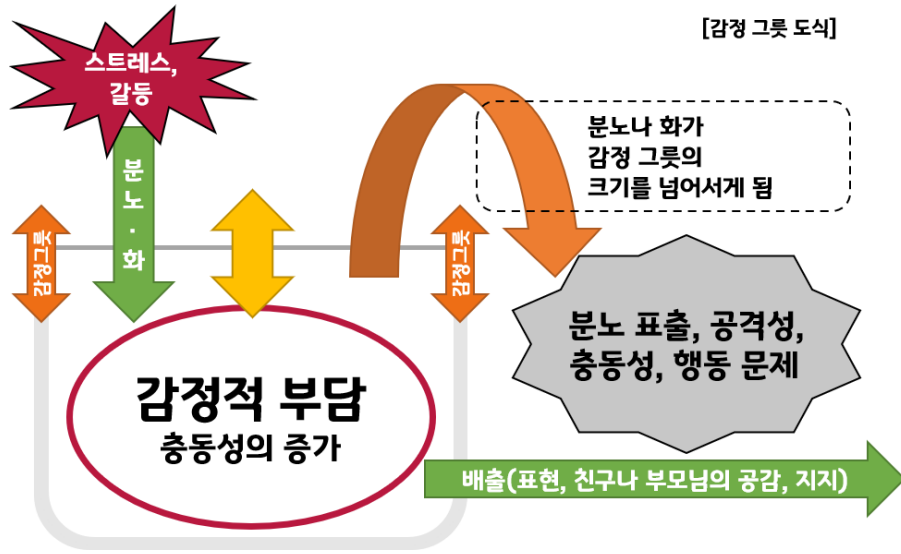 [감정 그릇 도식]
스트레스,
갈등
분노·화
분노나 화가
감정 그릇의
크기를 넘어서게 됨
감정그릇
감정그릇
분노 표출, 공격성,
충동성, 행동 문제
감정적 부담
충동성의 증가
배출(표현, 친구나 부모님의 공감, 지지)